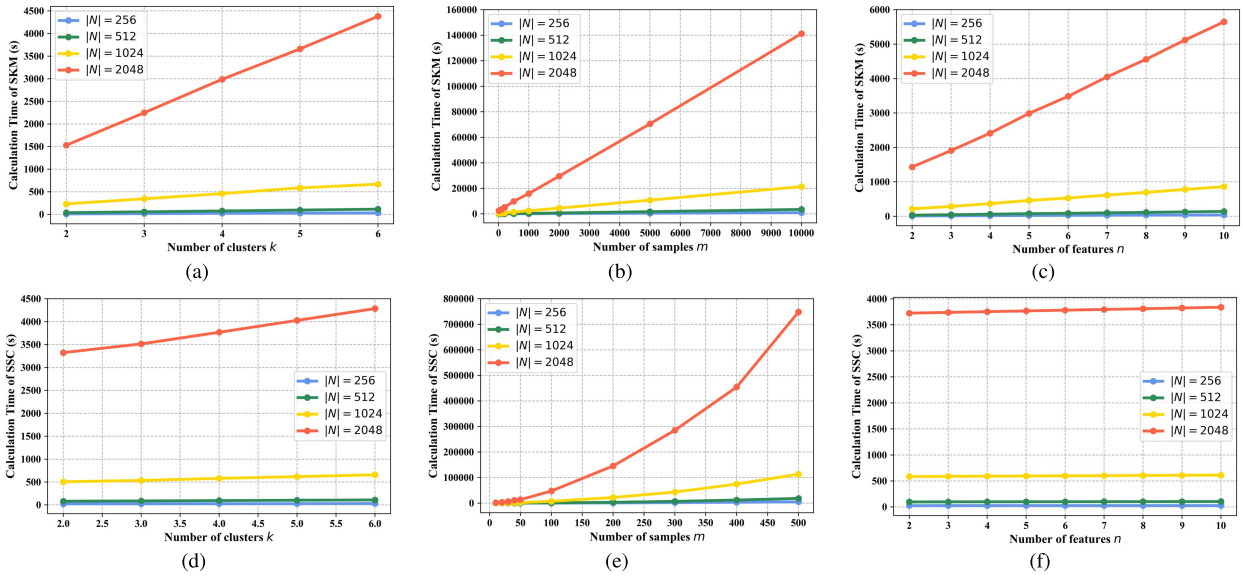 Calculation Time of SKM (s)
4500
4000
3500
3000
2500
2000
1500
1000
500
0
|N| = 256
|N| = 512
|N| = 1024
|N| = 2048
2 3 4 5 6
Number of clusters k
(a)
Calculation Time of SKM (s)
160000
140000
120000
100000
80000
60000
40000
20000
0
|N| = 256
|N| = 512
|N| = 1024
|N| = 2048
0 1000 2000 3000 4000 5000 6000 7000 8000 9000 10000
Number of samples m
(b)
Calculation Time of SKM (s)
6000
5000
4000
3000
2000
1000
0
|N| = 256
|N| = 512
|N| = 1024
|N| = 2048
2 3 4 5 6 7 8 9 10
Number of features n
(c)
Calculation Time of SSC (s)
4500
4000
3500
3000
2500
2000
1500
1000
500
0
|N| = 256
|N| = 512
|N| = 1024
|N| = 2048
2.0 2.5 3.0 3.5 4.0 4.5 5.0 5.5 6.0
Number of clusters k
(d)
Calculation Time of SSC (s)
800000
700000
600000
500000
400000
300000
200000
100000
0
|N| = 256
|N| = 512
|N| = 1024
|N| = 2048
0 50 100 150 200 250 300 350 400 450 500
Number of samples m
(e)
Calculation Time of SSC (s)
4000
3500
3000
2500
2000
1500
1000
500
0
|N| = 256
|N| = 512
|N| = 1024
|N| = 2048
2 3 4 5 6 7 8 9 10
Number of features n
(f)